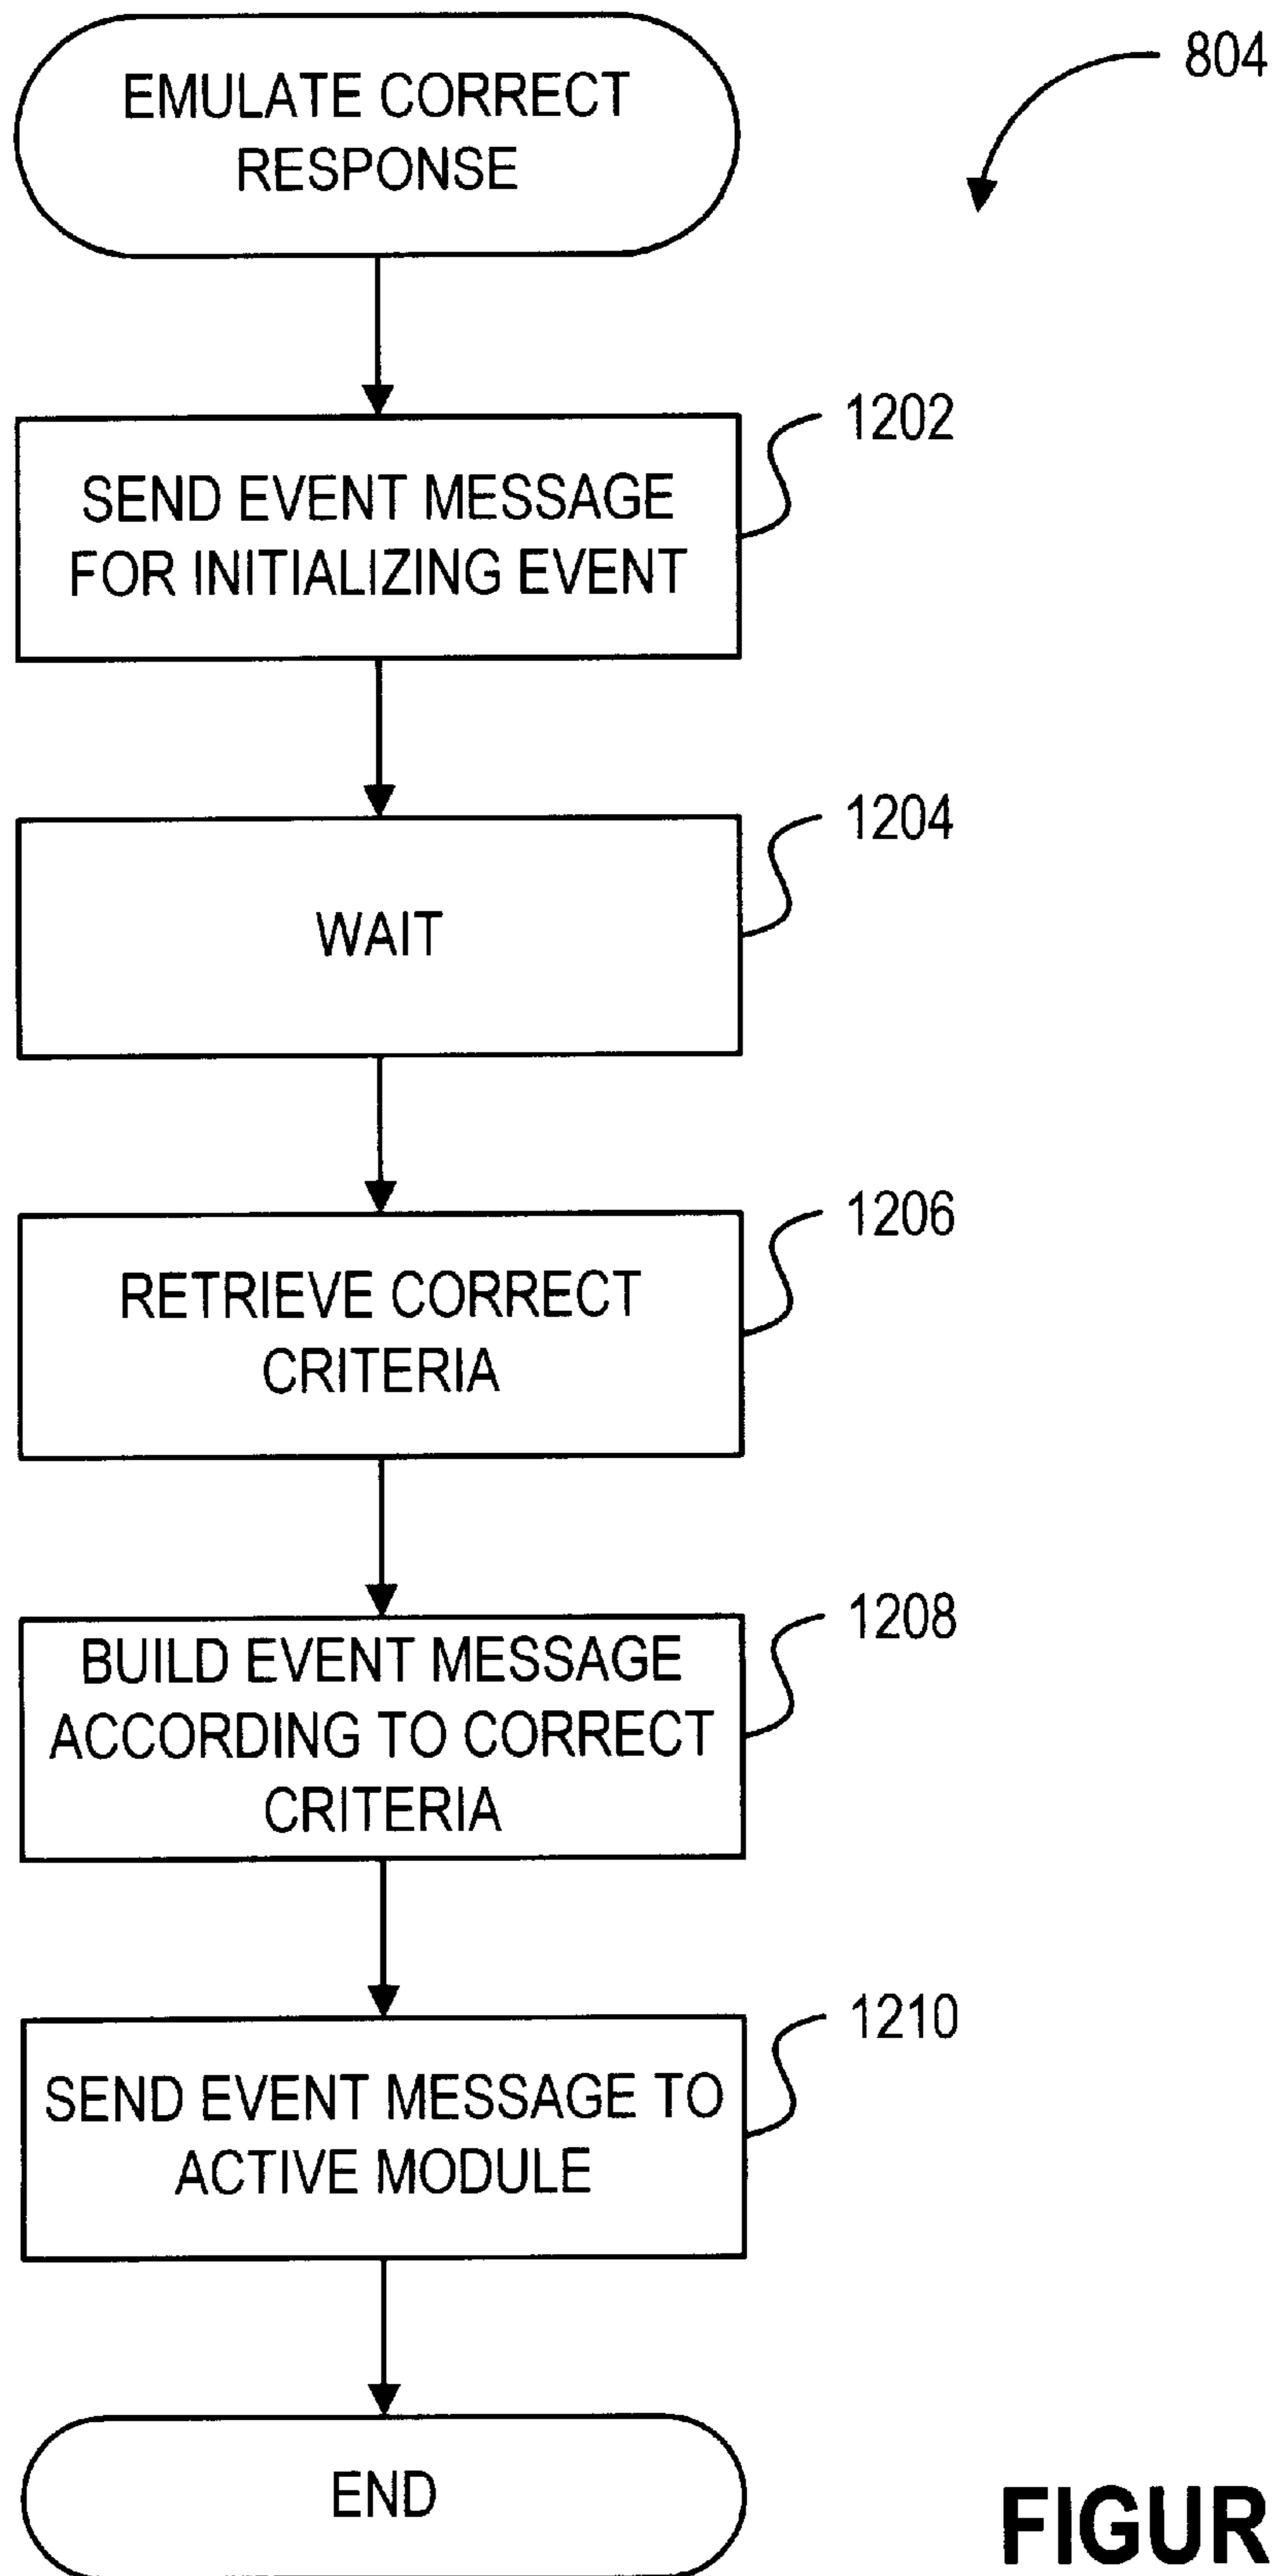 EMULATE CORRECT
RESPONSE
804
SEND EVENT MESSAGE
FOR INITIALIZING EVENT
1202
WAIT
1204
RETRIEVE CORRECT
CRITERIA
1206
BUILD EVENT MESSAGE
ACCORDING TO CORRECT
CRITERIA
1208
SEND EVENT MESSAGE TO
ACTIVE MODULE
1210
END
FIGUR